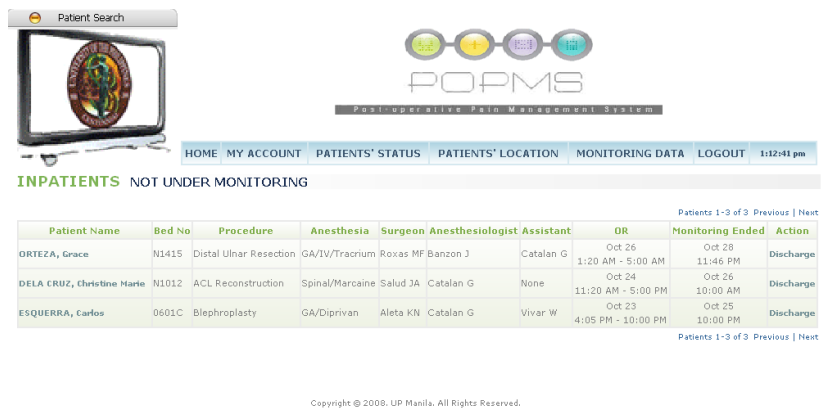 Patient Search
UNIVERSITY OF THE PHILIPPINES
CENTENNIAL
POPMS
Post-operative Pain Management System
HOME MY ACCOUNT PATIENTS' STATUS PATIENTS' LOCATION MONITORING DATA LOGOUT 1:12:41 pm
INPATIENTS NOT UNDER MONITORING
Patients 1-3 of 3 Previous | Next
Patient Name Bed No Procedure Anesthesia Surgeon Anesthesiologist Assistant OR Monitoring Ended Action
ORTEZA, Grace N1415 Distal Ulnar Resection GA/IV/Tracrium Roxas MF Banzon J Catalan G Oct 26 1:20 AM - 5:00 AM Oct 28 11:46 PM Discharge
DELA CRUZ, Christine Marie N1012 ACL Reconstruction Spinal/Marcaine Salud JA Catalan G None Oct 24 11:20 AM - 5:00 PM Oct 26 10:00 AM Discharge
ESQUERRA, Carlos 0601C Blephroplasty GA/Diprivan Aleta KN Catalan G Vivar W Oct 23 4:05 PM - 10:00 PM Oct 25 10:00 PM Discharge
Patients 1-3 of 3 Previous | Next
Copyright @ 2008. UP Manila. All Rights Reserved.